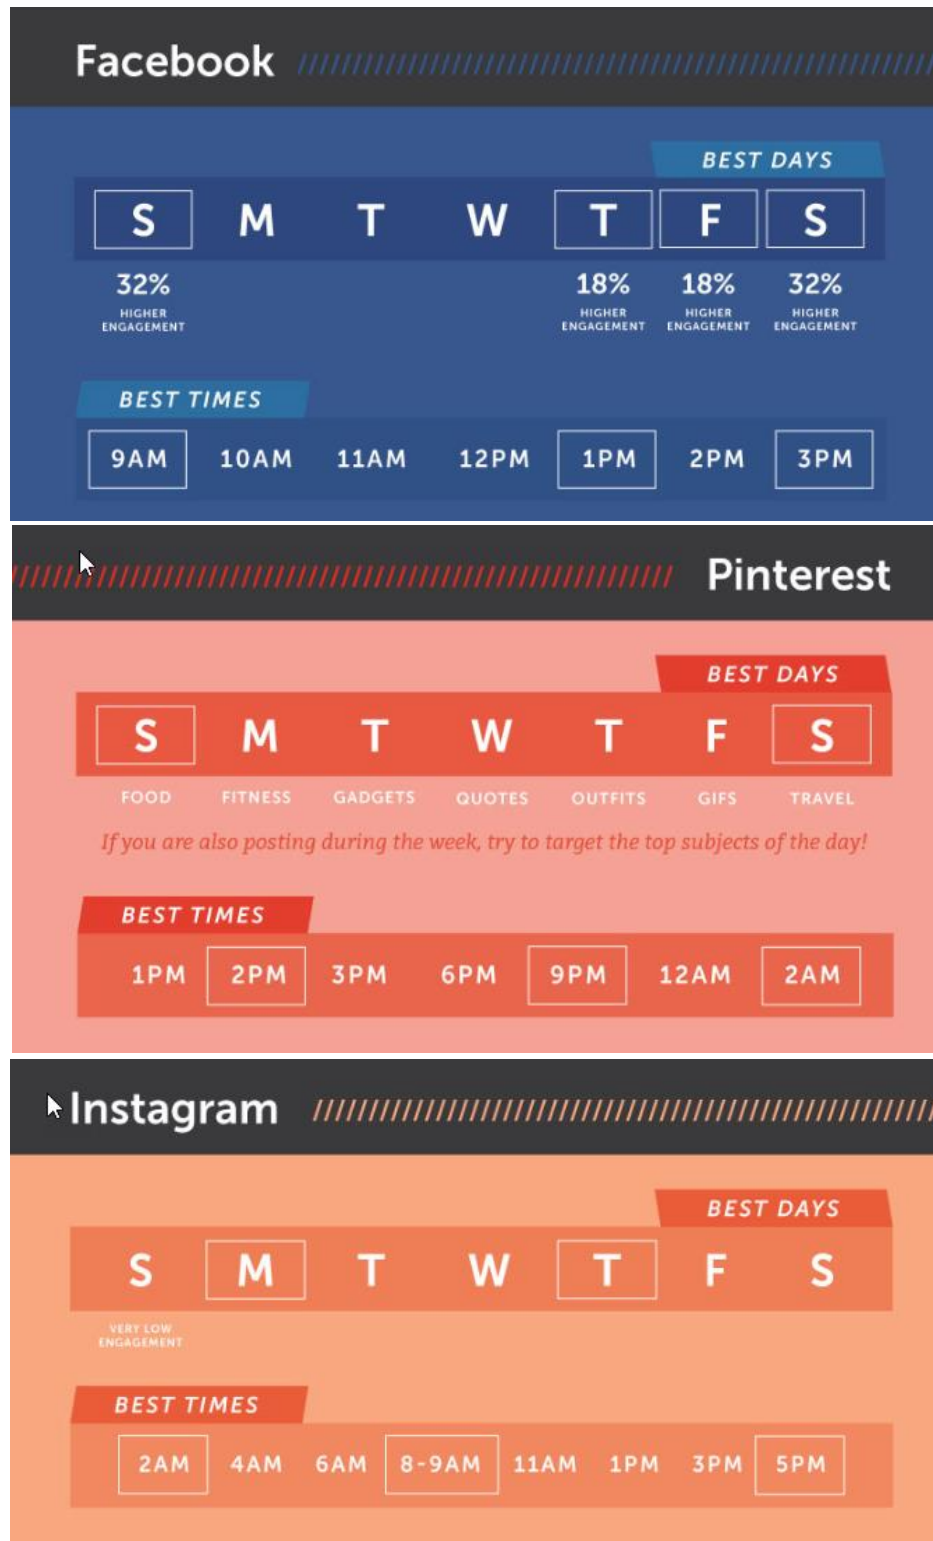 Facebook
BEST DAYS
S M T W T F S
32% 18% 18% 32%
HIGHER HIGHER HIGHER HIGHER
ENGAGEMENT ENGAGEMENT ENGAGEMENT ENGAGEMENT
BEST TIMES
9AM 10AM 11AM 12PM 1PM 2PM 3PM
Pinterest
BEST DAYS
S M T W T F S
FOOD FITNESS GADGETS QUOTES OUTFITS GIFS TRAVEL
If you are also posting during the week, try to target the top subjects of the day!
BEST TIMES
1PM 2PM 3PM 6PM 9PM 12AM 2AM
Instagram
BEST DAYS
S M T W T F S
VERY LOW
ENGAGEMENT
BEST TIMES
2AM 4AM 6AM 8-9AM 11AM 1PM 3PM 5PM